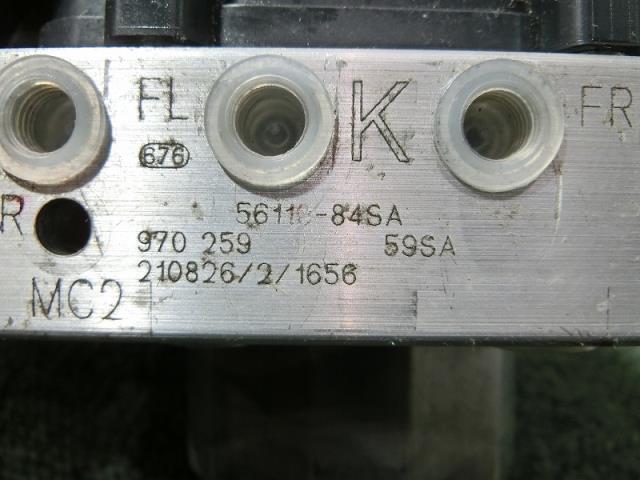 FL K FR
676
R 56110-84SA
970 259 59SA
210826/2/1656
MC2